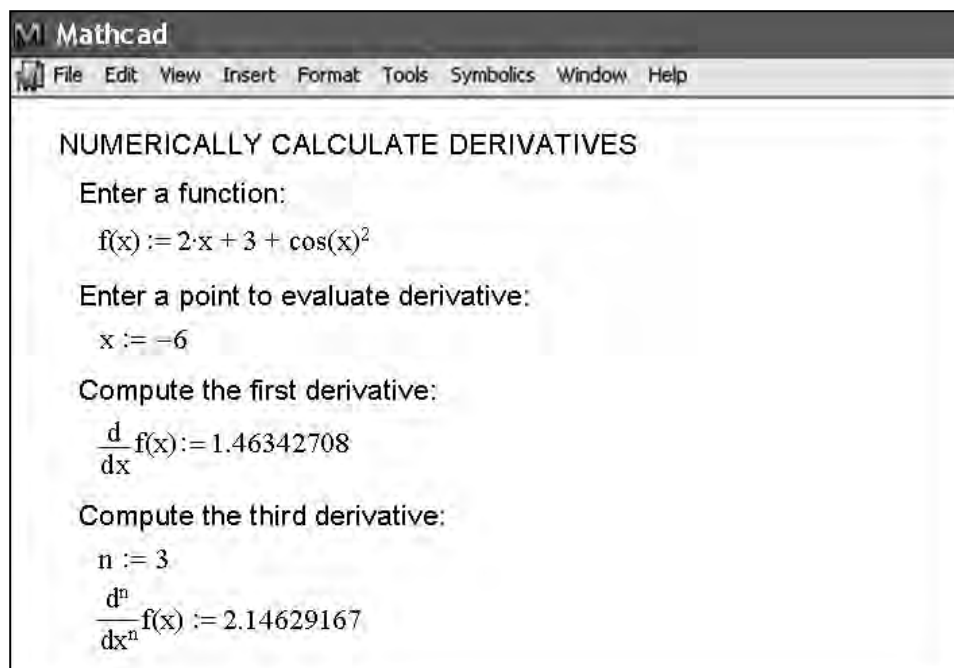 Mathcad
File Edit View Insert Format Tools Symbolics Window Help
NUMERICALLY CALCULATE DERIVATIVES
Enter a function:
f(x) := 2·x + 3 + cos(x)²
Enter a point to evaluate derivative:
x := −6
Compute the first derivative:
d/dx f(x) := 1.46342708
Compute the third derivative:
n := 3
dⁿ/dxⁿ f(x) := 2.14629167